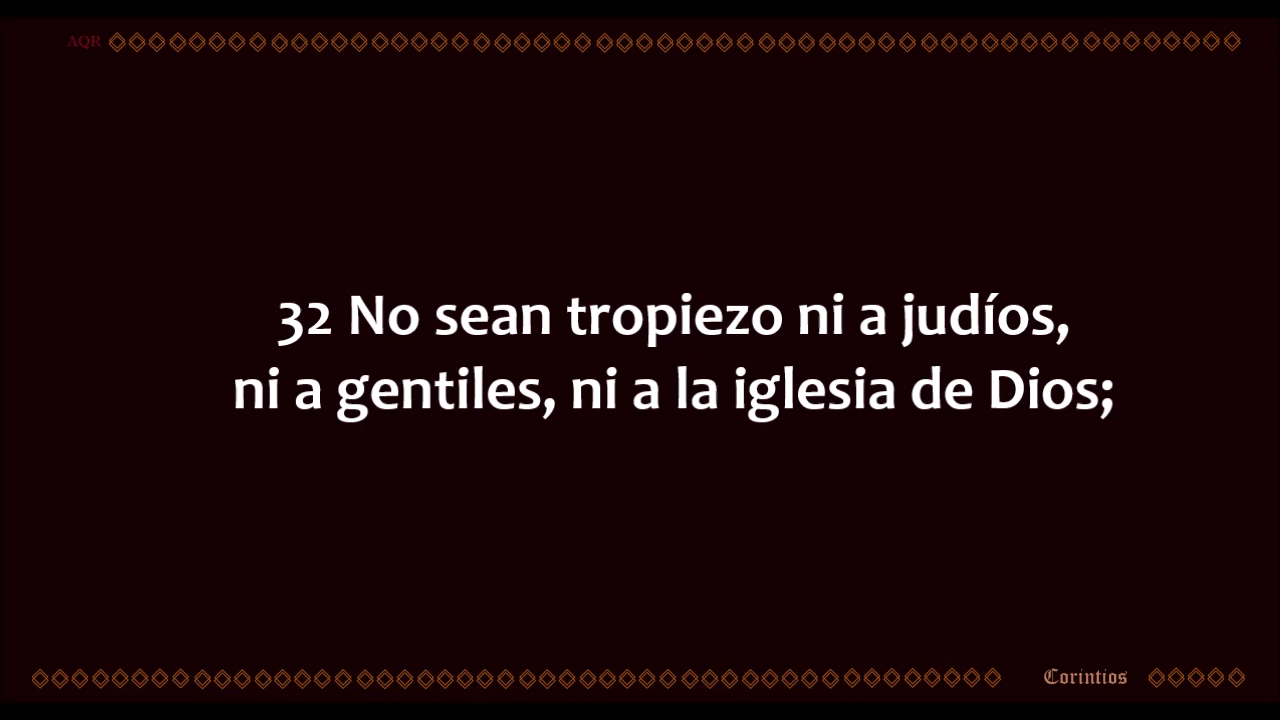 AQR
32 No sean tropiezo ni a judíos,
ni a gentiles, ni a la iglesia de Dios;
Corintios